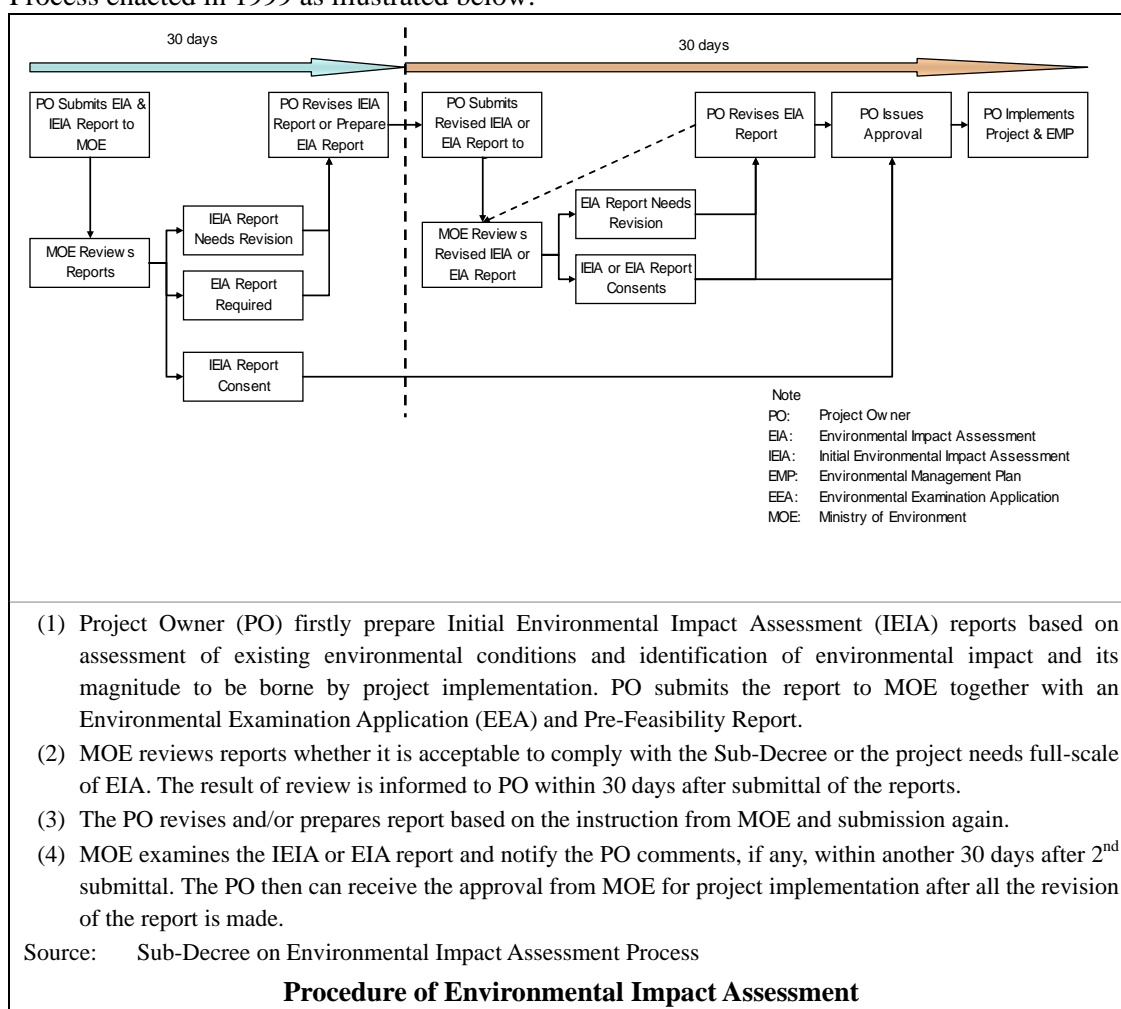 Process enacted in 1999 as illustrated below.
30 days
30 days
PO Submits EIA &
IEIA Report to
MOE
PO Revises IEIA
Report or Prepare
EIA Report
PO Submits
Revised IEIA or
EIA Report to
PO Revises EIA
Report
PO Issues
Approval
PO Implements
Project & EMP
MOE Reviews
Reports
IEIA Report
Needs Revision
EIA Report
Required
IEIA Report
Consent
MOE Reviews
Revised IEIA or
EIA Report
EIA Report Needs
Revision
IEIA or EIA Report
Consents
Note
PO: Project Owner
EIA: Environmental Impact Assessment
IEIA: Initial Environmental Impact Assessment
EMP: Environmental Management Plan
EEA: Environmental Examination Application
MOE: Ministry of Environment
(1) Project Owner (PO) firstly prepare Initial Environmental Impact Assessment (IEIA) reports based on
assessment of existing environmental conditions and identification of environmental impact and its
magnitude to be borne by project implementation. PO submits the report to MOE together with an
Environmental Examination Application (EEA) and Pre-Feasibility Report.
(2) MOE reviews reports whether it is acceptable to comply with the Sub-Decree or the project needs full-scale
of EIA. The result of review is informed to PO within 30 days after submittal of the reports.
(3) The PO revises and/or prepares report based on the instruction from MOE and submission again.
(4) MOE examines the IEIA or EIA report and notify the PO comments, if any, within another 30 days after 2nd
submittal. The PO then can receive the approval from MOE for project implementation after all the revision
of the report is made.
Source: Sub-Decree on Environmental Impact Assessment Process
Procedure of Environmental Impact Assessment